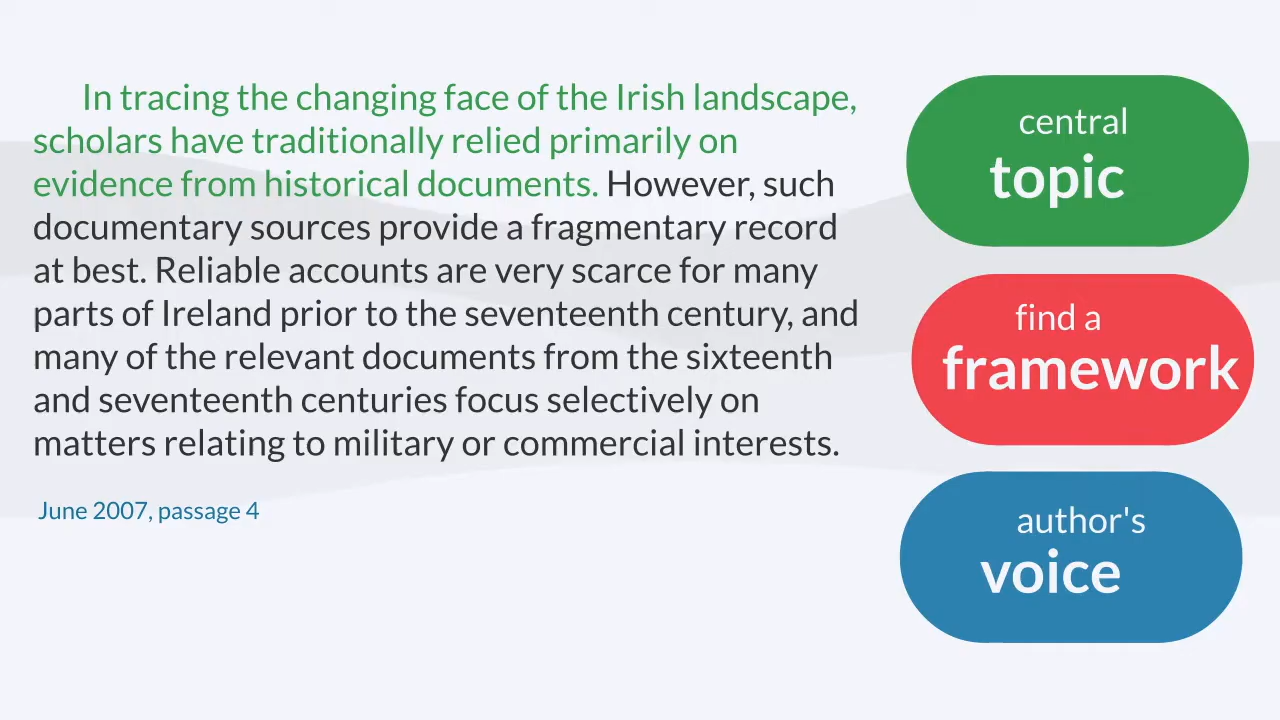 In tracing the changing face of the Irish landscape,
scholars have traditionally relied primarily on
evidence from historical documents. However, such
documentary sources provide a fragmentary record
at best. Reliable accounts are very scarce for many
parts of Ireland prior to the seventeenth century, and
many of the relevant documents from the sixteenth
and seventeenth centuries focus selectively on
matters relating to military or commercial interests.
June 2007, passage 4
central
topic
find a
framework
author's
voice